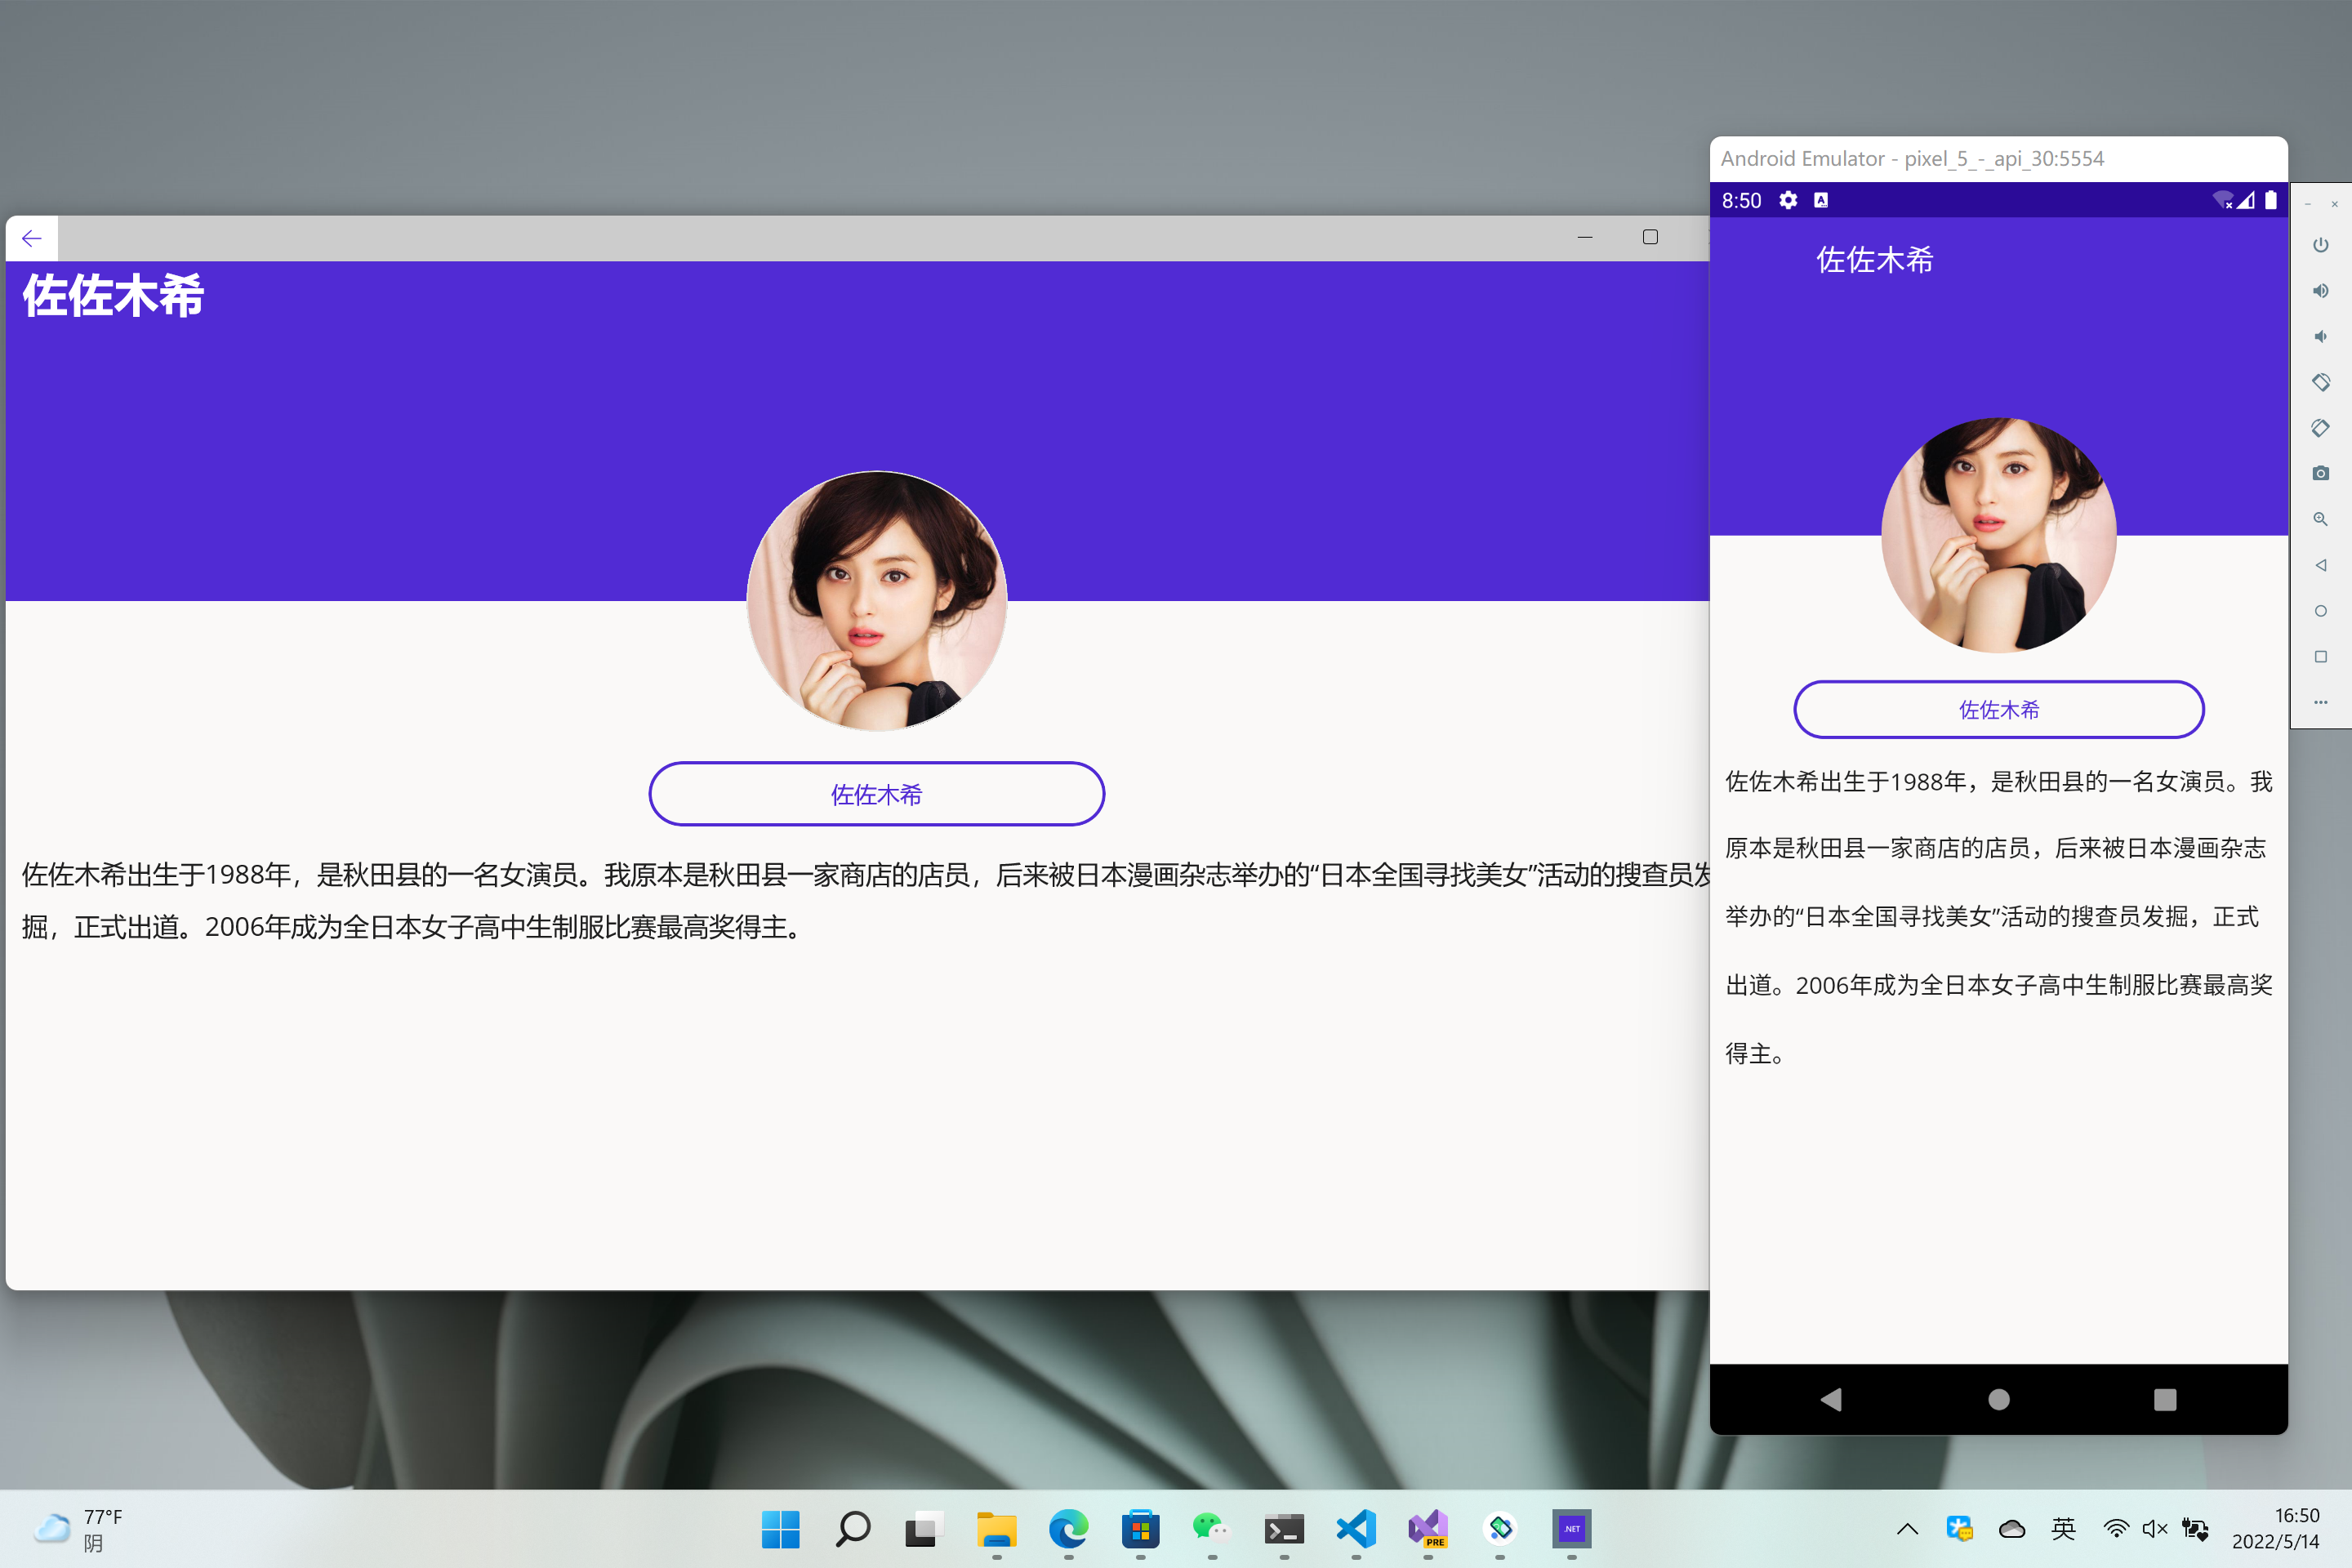 Android Emulator - pixel_5_-_api_30:5554
8:50
佐佐木希
佐佐木希
佐佐木希
佐佐木希出生于1988年，是秋田县的一名女演员。我原本是秋田县一家商店的店员，后来被日本漫画杂志举办的“日本全国寻找美女”活动的搜查员发
掘，正式出道。2006年成为全日本女子高中生制服比赛最高奖得主。
佐佐木希
佐佐木希出生于1988年，是秋田县的一名女演员。我
原本是秋田县一家商店的店员，后来被日本漫画杂志
举办的“日本全国寻找美女”活动的搜查员发掘，正式
出道。2006年成为全日本女子高中生制服比赛最高奖
得主。
77°F
阴
PRE
.NET
英
16:50
2022/5/14